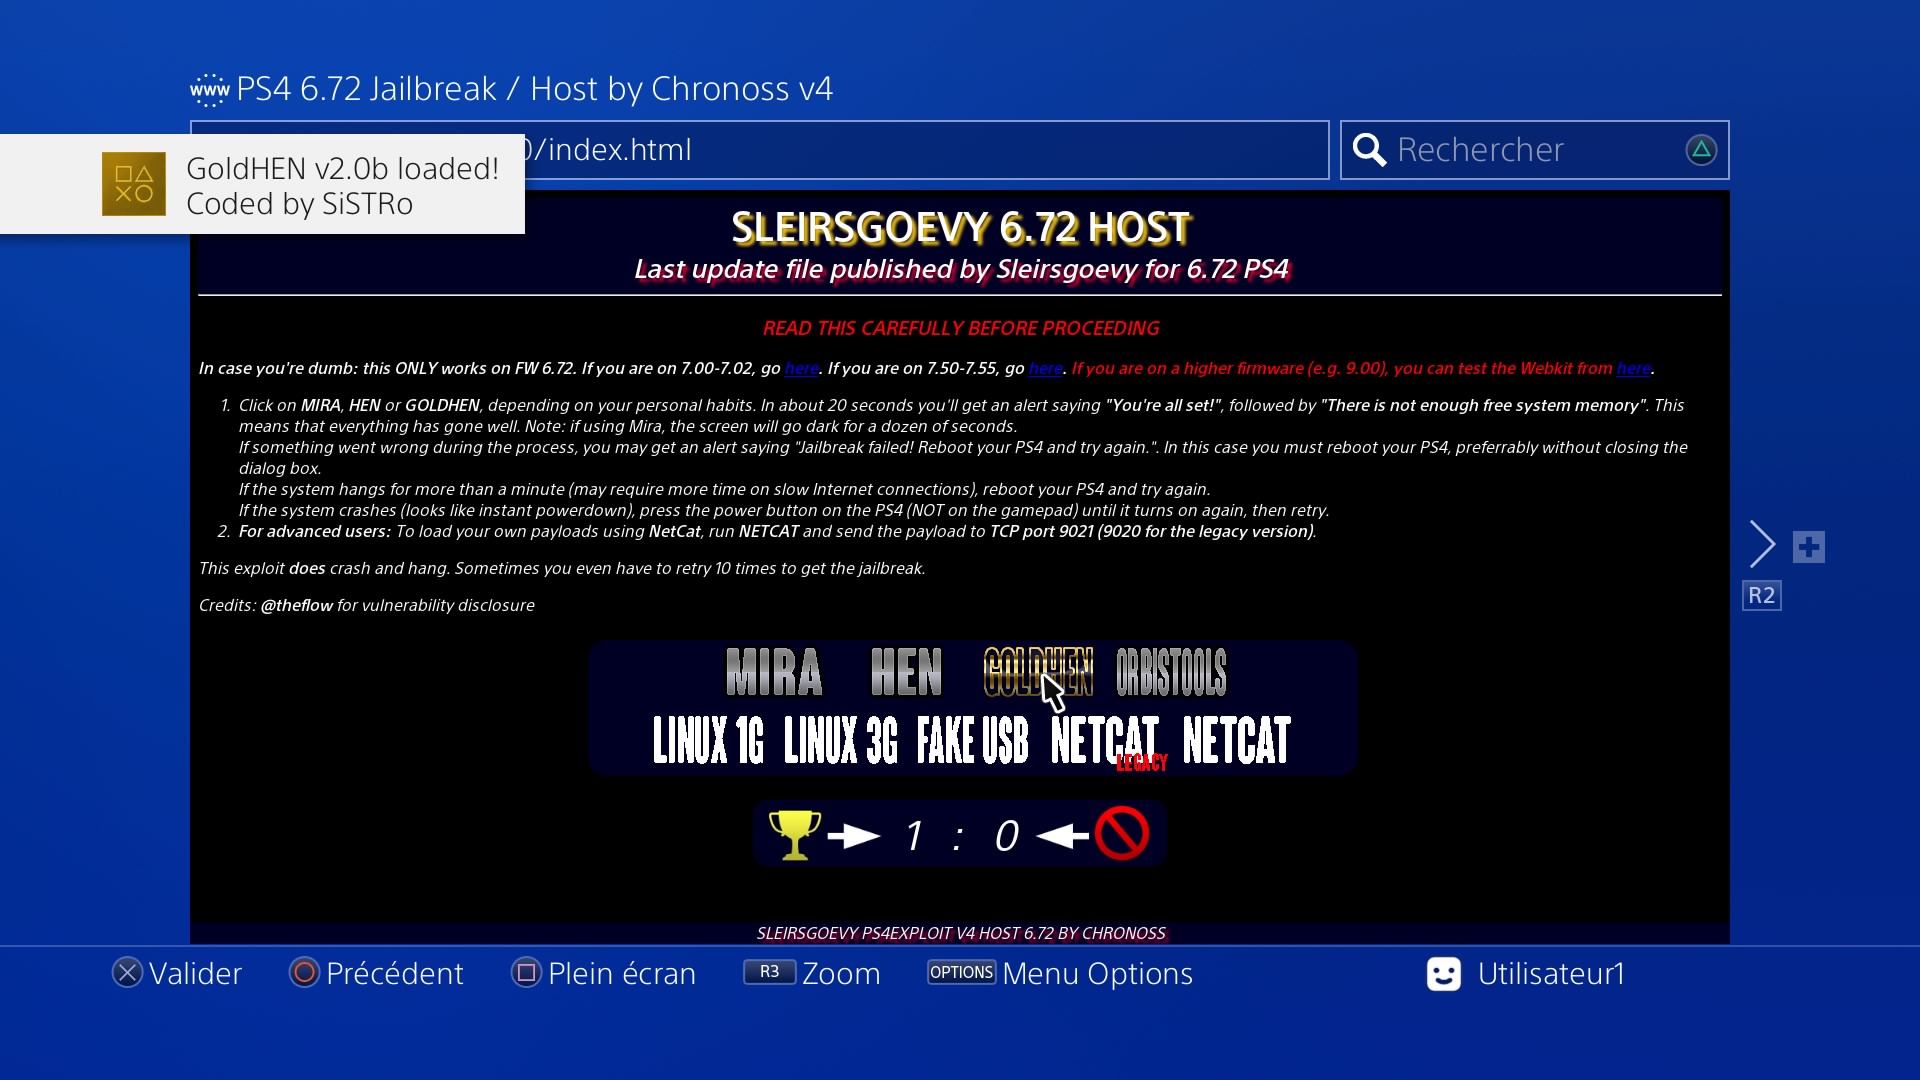 www PS4 6.72 Jailbreak / Host by Chronoss v4
/index.html
Rechercher
GoldHEN v2.0b loaded!
Coded by SiSTRo
SLEIRSGOEVY 6.72 HOST
Last update file published by Sleirsgoevy for 6.72 PS4
READ THIS CAREFULLY BEFORE PROCEEDING
In case you're dumb: this ONLY works on FW 6.72. If you are on 7.00-7.02, go here. If you are on 7.50-7.55, go here. If you are on a higher firmware (e.g. 9.00), you can test the Webkit from here.
1. Click on MIRA, HEN or GOLDHEN, depending on your personal habits. In about 20 seconds you'll get an alert saying "You're all set!", followed by "There is not enough free system memory". This
means that everything has gone well. Note: if using Mira, the screen will go dark for a dozen of seconds.
If something went wrong during the process, you may get an alert saying "Jailbreak failed! Reboot your PS4 and try again.". In this case you must reboot your PS4, preferrably without closing the
dialog box.
If the system hangs for more than a minute (may require more time on slow Internet connections), reboot your PS4 and try again.
If the system crashes (looks like instant powerdown), press the power button on the PS4 (NOT on the gamepad) until it turns on again, then retry.
2. For advanced users: To load your own payloads using NetCat, run NETCAT and send the payload to TCP port 9021 (9020 for the legacy version).
This exploit does crash and hang. Sometimes you even have to retry 10 times to get the jailbreak.
Credits: @theflow for vulnerability disclosure
R2
MIRA HEN GOLDHEN ORBISTOOLS
LINUX 1G LINUX 3G FAKE USB NETCAT NETCAT
LEGACY
1 : 0
SLEIRSGOEVY PS4EXPLOIT V4 HOST 6.72 BY CHRONOSS
Valider Précédent Plein écran R3 Zoom OPTIONS Menu Options Utilisateur1